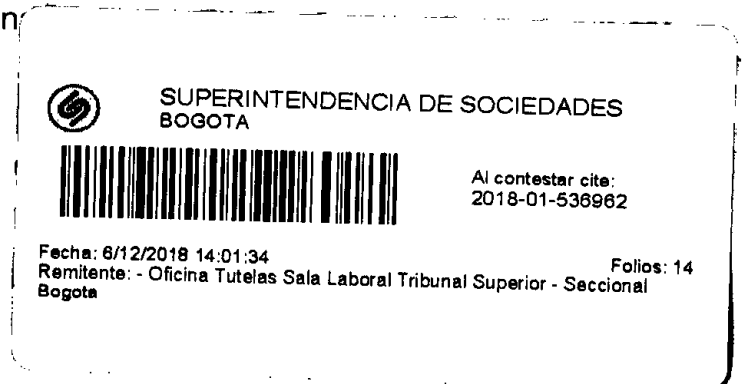 n
SUPERINTENDENCIA DE SOCIEDADES
BOGOTA
Al contestar cite:
2018-01-536962
Fecha: 6/12/2018 14:01:34 Folios: 14
Remitente: - Oficina Tutelas Sala Laboral Tribunal Superior - Seccional
Bogota